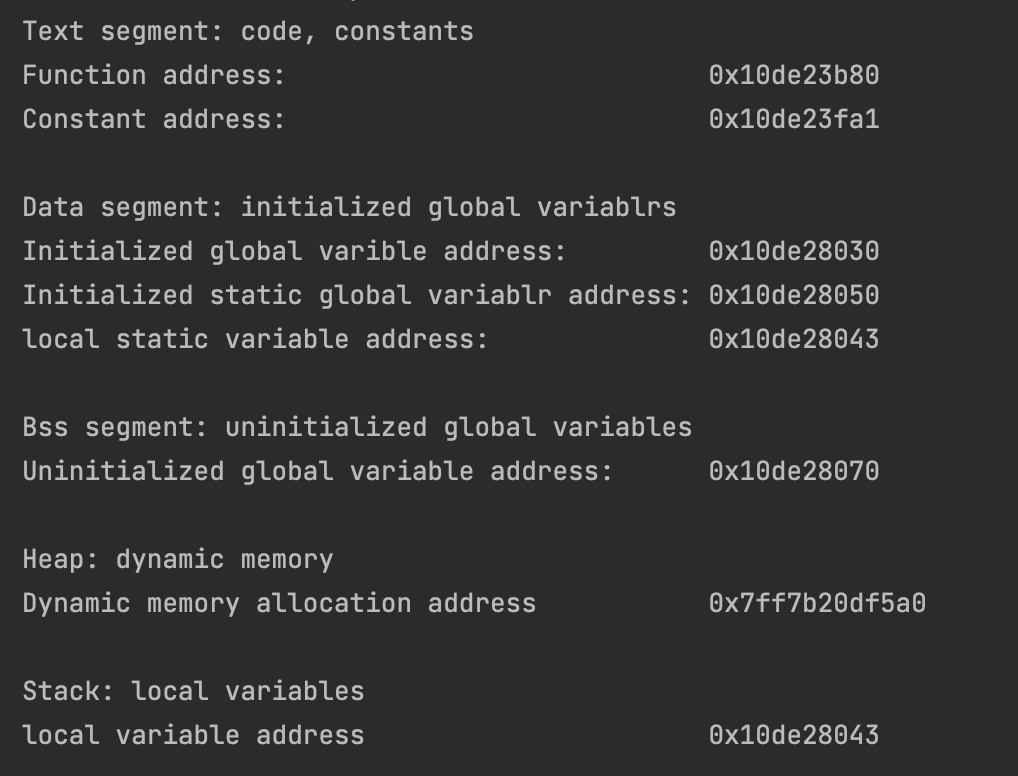 Text segment: code, constants
Function address: 0x10de23b80
Constant address: 0x10de23fa1
Data segment: initialized global variablrs
Initialized global varible address: 0x10de28030
Initialized static global variablr address: 0x10de28050
local static variable address: 0x10de28043
Bss segment: uninitialized global variables
Uninitialized global variable address: 0x10de28070
Heap: dynamic memory
Dynamic memory allocation address 0x7ff7b20df5a0
Stack: local variables
local variable address 0x10de28043